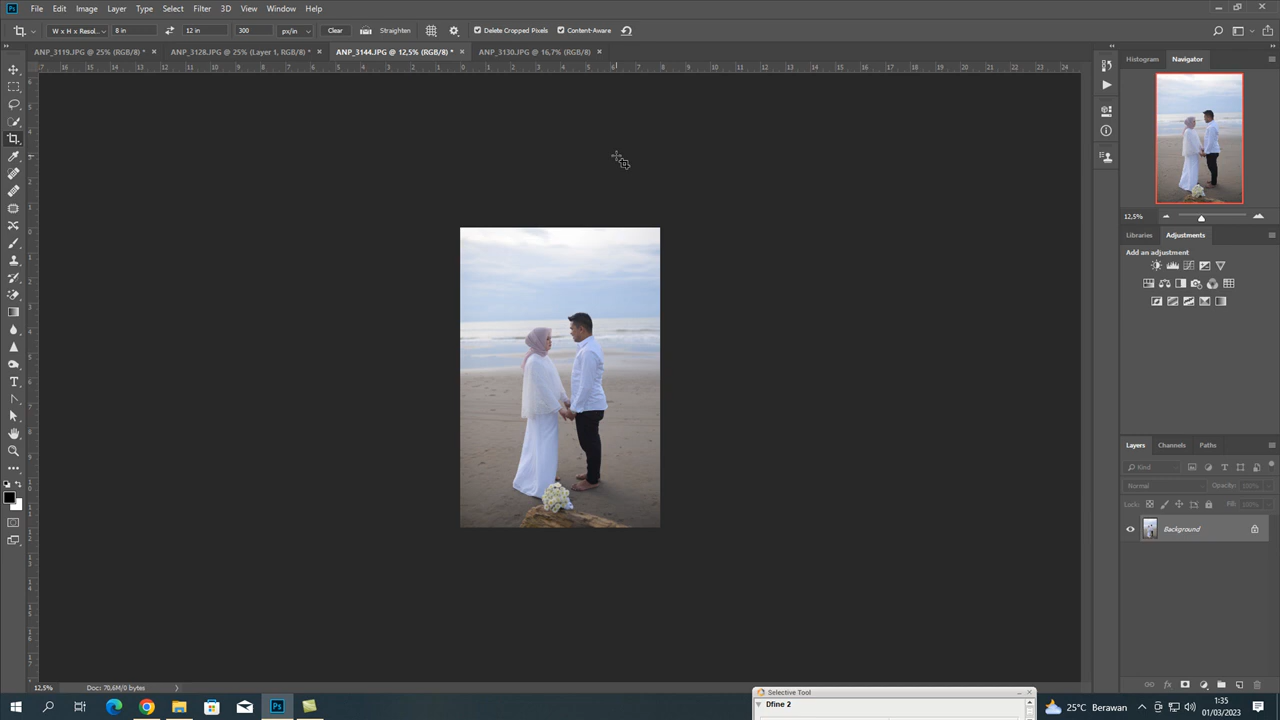 File Edit Image Layer Type Select Filter 3D View Window Help
W x H x Resol... 8 in 12 in 300 px/in Clear Straighten Delete Cropped Pixels Content-Aware
ANP_3119.JPG @ 25% (RGB/8) * ANP_3128.JPG @ 25% (Layer 1, RGB/8) * ANP_3144.JPG @ 12,5% (RGB/8) * ANP_3130.JPG @ 16,7% (RGB/8)
Histogram Navigator
12,5%
Libraries Adjustments
Add an adjustment
Layers Channels Paths
Kind
Normal Opacity: 100%
Lock: Fill: 100%
Background
12,5% Doc: 70,6M/0 bytes
Selective Tool
Dfine 2
25°C Berawan
1:35
01/03/2023